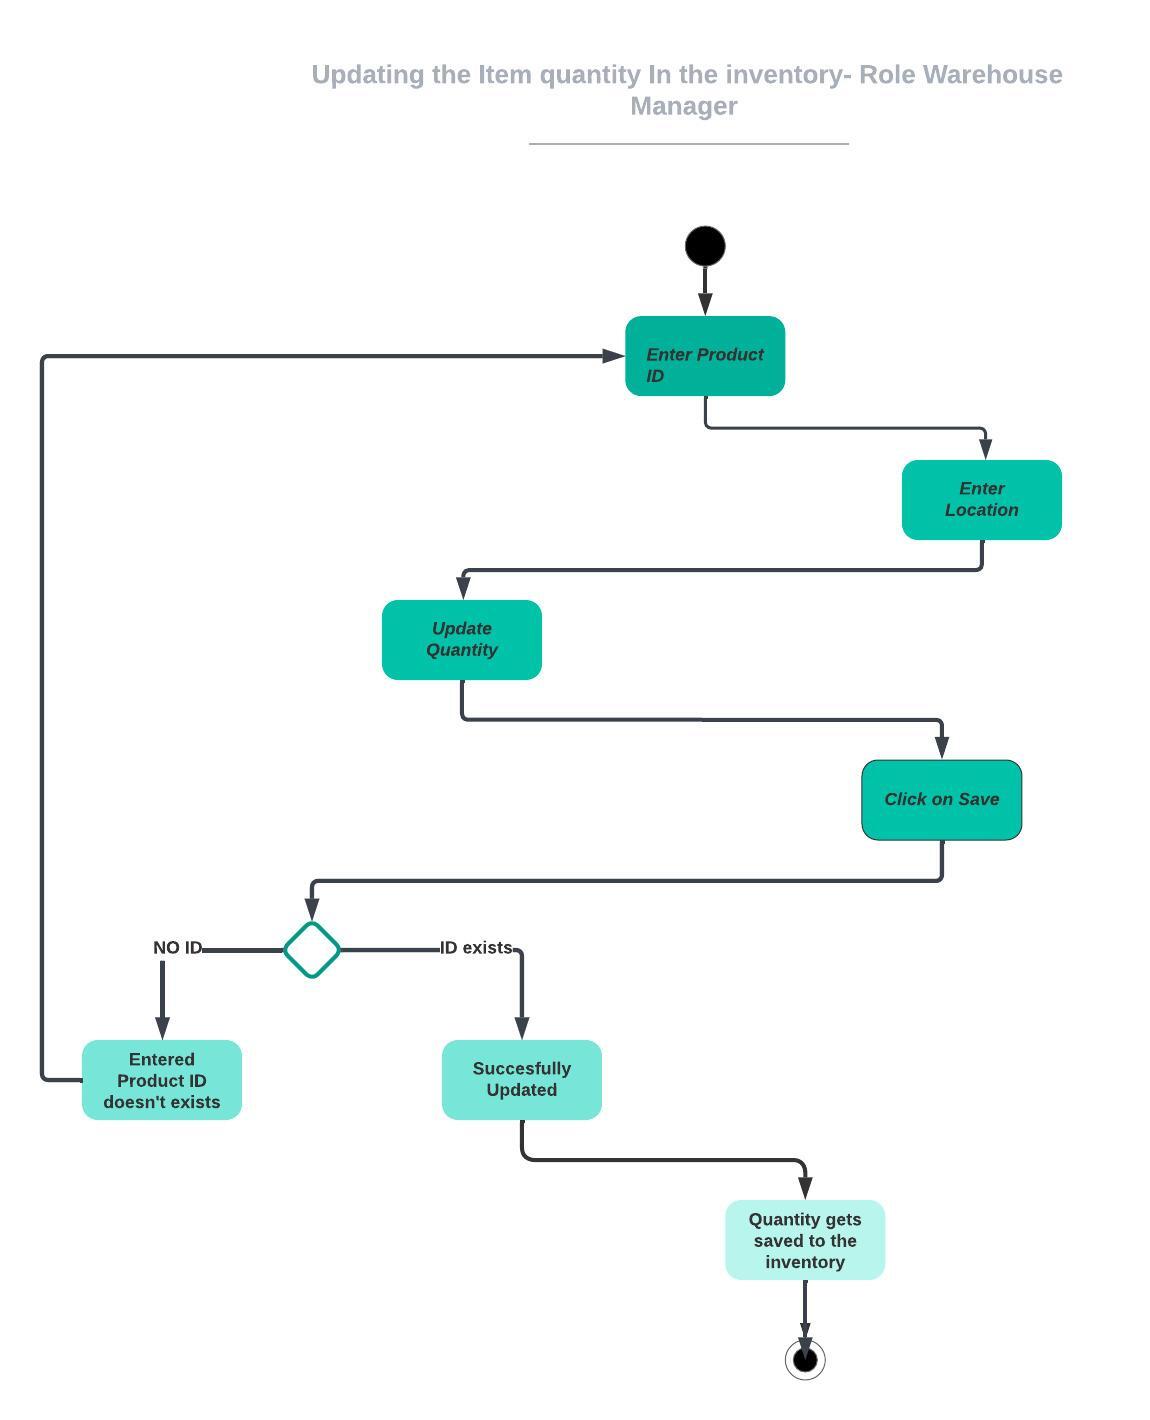 Updating the Item quantity In the inventory- Role Warehouse
Manager
Enter Product
ID
Enter
Location
Update
Quantity
Click on Save
NO ID
ID exists
Entered
Product ID
doesn't exists
Succesfully
Updated
Quantity gets
saved to the
inventory